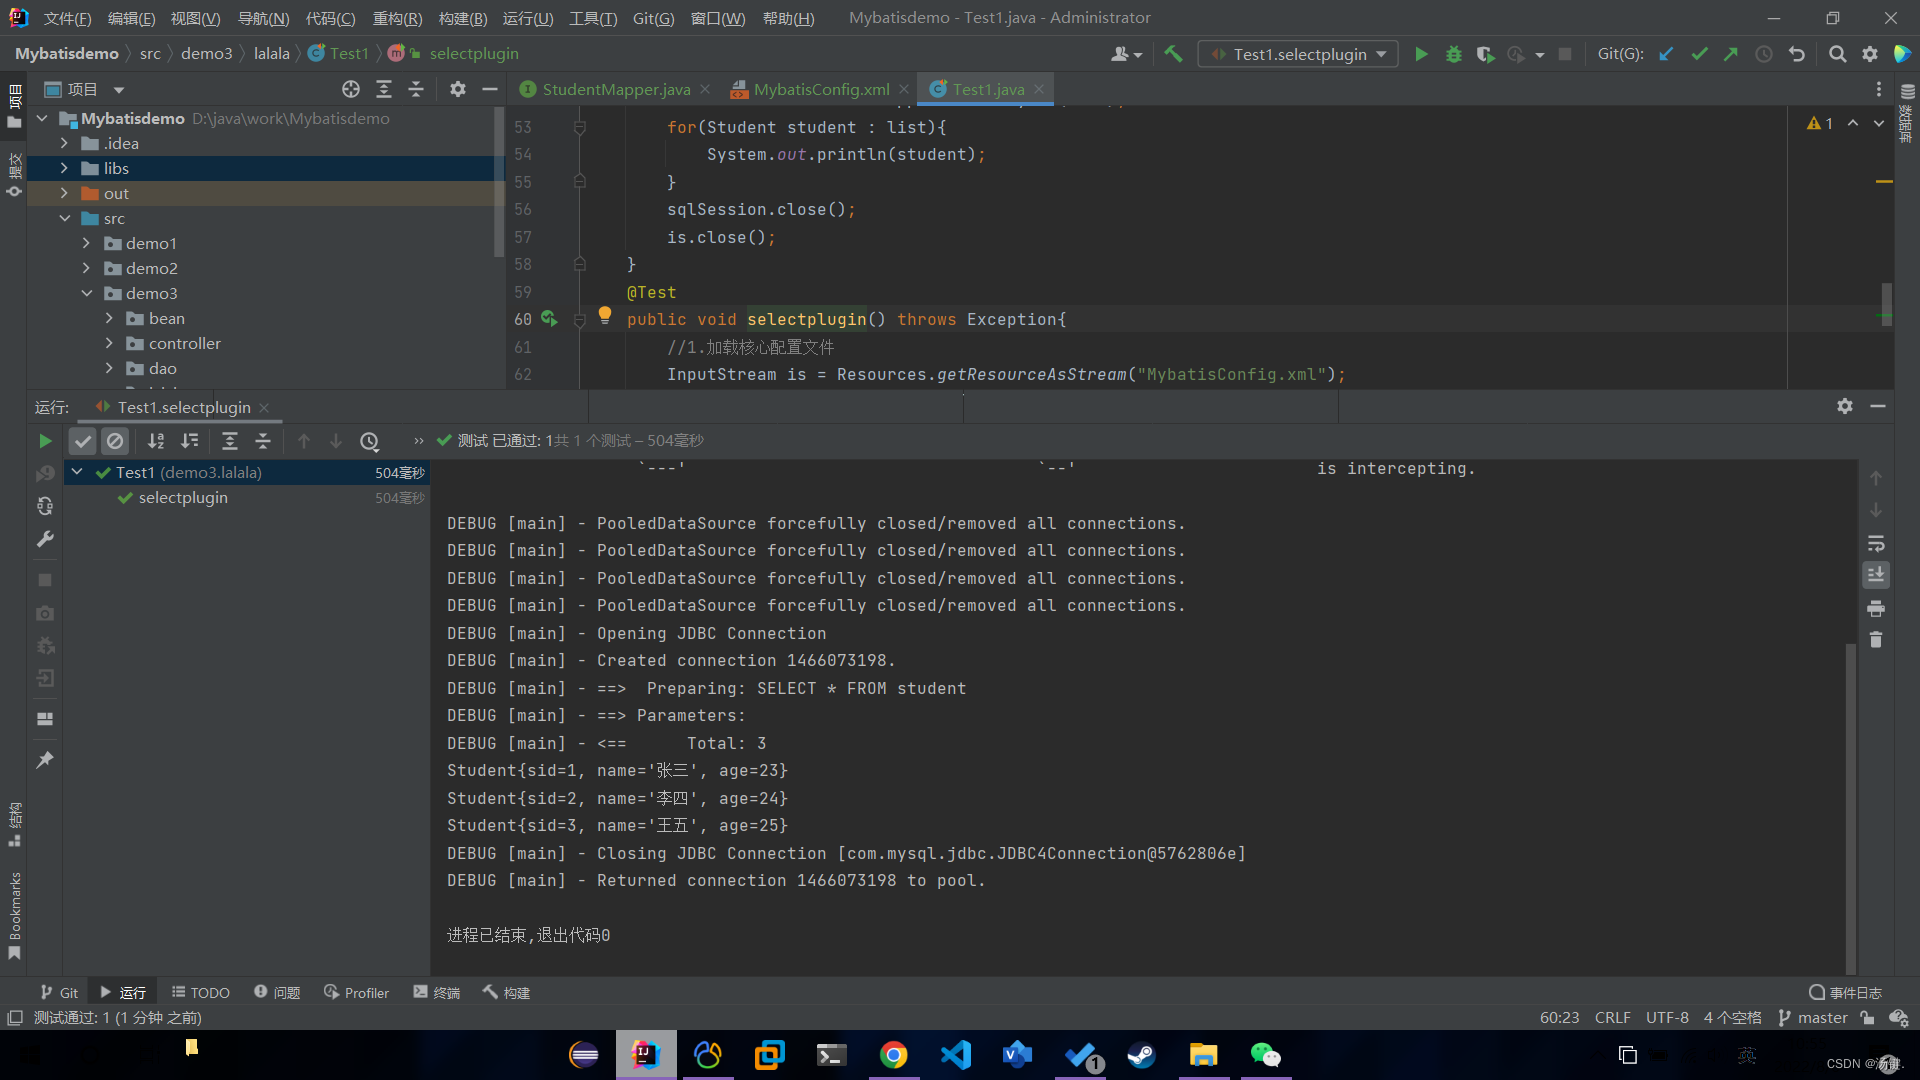 文件(F) 编辑(E) 视图(V) 导航(N) 代码(C) 重构(R) 构建(B) 运行(U) 工具(T) Git(G) 窗口(W) 帮助(H) Mybatisdemo - Test1.java - Administrator
Mybatisdemo src demo3 lalala Test1 selectplugin
Test1.selectplugin Git(G):
项目
StudentMapper.java MybatisConfig.xml Test1.java
项目
提交
数据库
Mybatisdemo D:\java\work\Mybatisdemo
.idea
libs
out
src
demo1
demo2
demo3
bean
controller
dao
1
53 for(Student student : list){
54 System.out.println(student);
55 }
56 sqlSession.close();
57 is.close();
58 }
59 @Test
60 public void selectplugin() throws Exception{
61 //1.加载核心配置文件
62 InputStream is = Resources.getResourceAsStream("MybatisConfig.xml");
运行: Test1.selectplugin
» 测试 已通过: 1共 1 个测试 – 504毫秒
Test1 (demo3.lalala) 504毫秒
selectplugin 504毫秒
`---' `--' is intercepting.
DEBUG [main] - PooledDataSource forcefully closed/removed all connections.
DEBUG [main] - PooledDataSource forcefully closed/removed all connections.
DEBUG [main] - PooledDataSource forcefully closed/removed all connections.
DEBUG [main] - PooledDataSource forcefully closed/removed all connections.
DEBUG [main] - Opening JDBC Connection
DEBUG [main] - Created connection 1466073198.
DEBUG [main] - ==>  Preparing: SELECT * FROM student
DEBUG [main] - ==> Parameters:
DEBUG [main] - <==      Total: 3
Student{sid=1, name='张三', age=23}
Student{sid=2, name='李四', age=24}
Student{sid=3, name='王五', age=25}
DEBUG [main] - Closing JDBC Connection [com.mysql.jdbc.JDBC4Connection@5762806e]
DEBUG [main] - Returned connection 1466073198 to pool.
进程已结束,退出代码0
结构
Bookmarks
Git 运行 TODO 问题 Profiler 终端 构建 事件日志
测试通过: 1 (1 分钟 之前) 60:23 CRLF UTF-8 4 个空格 master
1
英
CSDN @汤键.